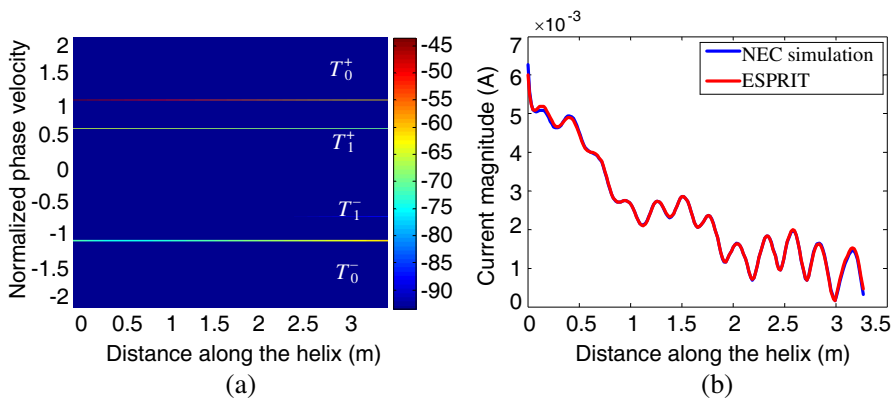 2
1.5
1
0.5
0
-0.5
-1
-1.5
-2
Normalized phase velocity
T₀⁺
T₁⁺
T₁⁻
T₀⁻
0 0.5 1 1.5 2 2.5 3
Distance along the helix (m)
-45
-50
-55
-60
-65
-70
-75
-80
-85
-90
(a)
×10⁻³
7
6
5
4
3
2
1
0
Current magnitude (A)
NEC simulation
ESPRIT
0 0.5 1 1.5 2 2.5 3 3.5
Distance along the helix (m)
(b)